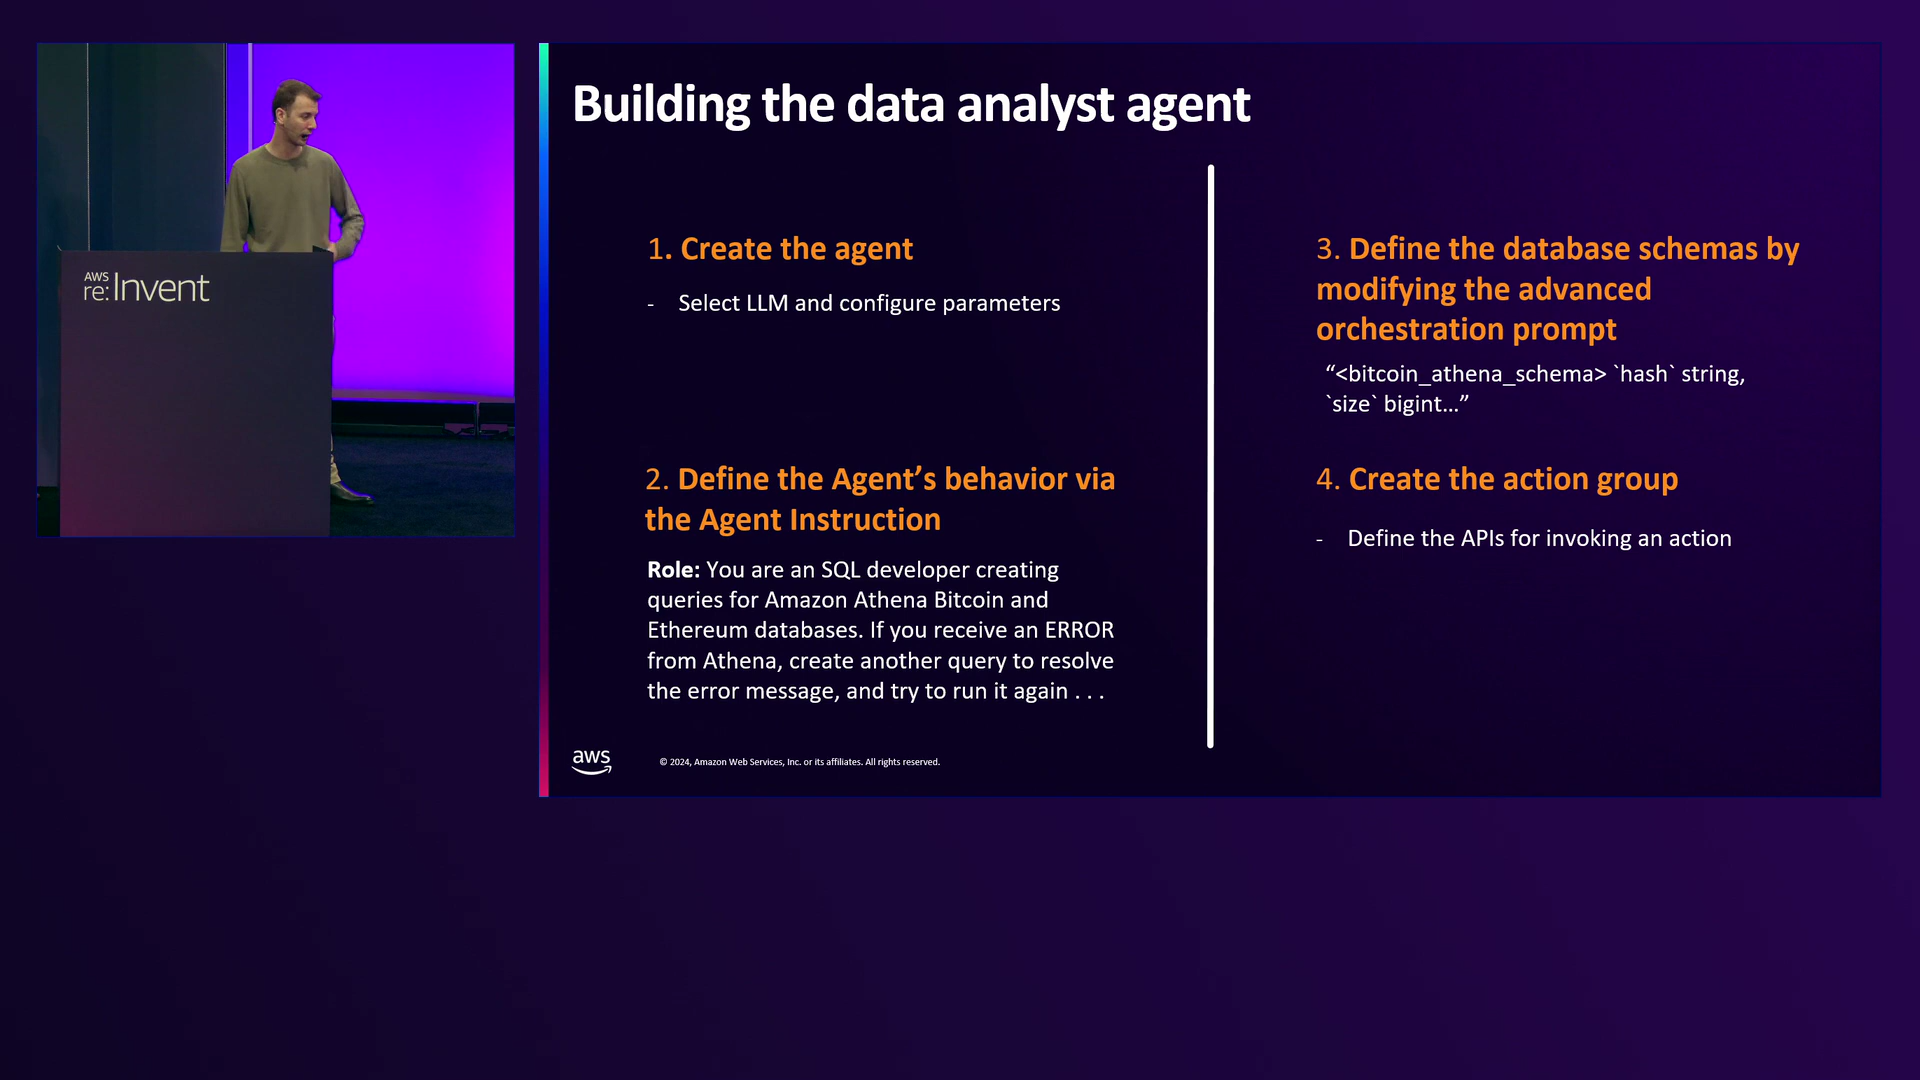 AWS
re:Invent
Building the data analyst agent
1. Create the agent
- Select LLM and configure parameters
2. Define the Agent’s behavior via
the Agent Instruction
Role: You are an SQL developer creating
queries for Amazon Athena Bitcoin and
Ethereum databases. If you receive an ERROR
from Athena, create another query to resolve
the error message, and try to run it again . . .
3. Define the database schemas by
modifying the advanced
orchestration prompt
“<bitcoin_athena_schema> `hash` string,
`size` bigint…”
4. Create the action group
- Define the APIs for invoking an action
aws
© 2024, Amazon Web Services, Inc. or its affiliates. All rights reserved.